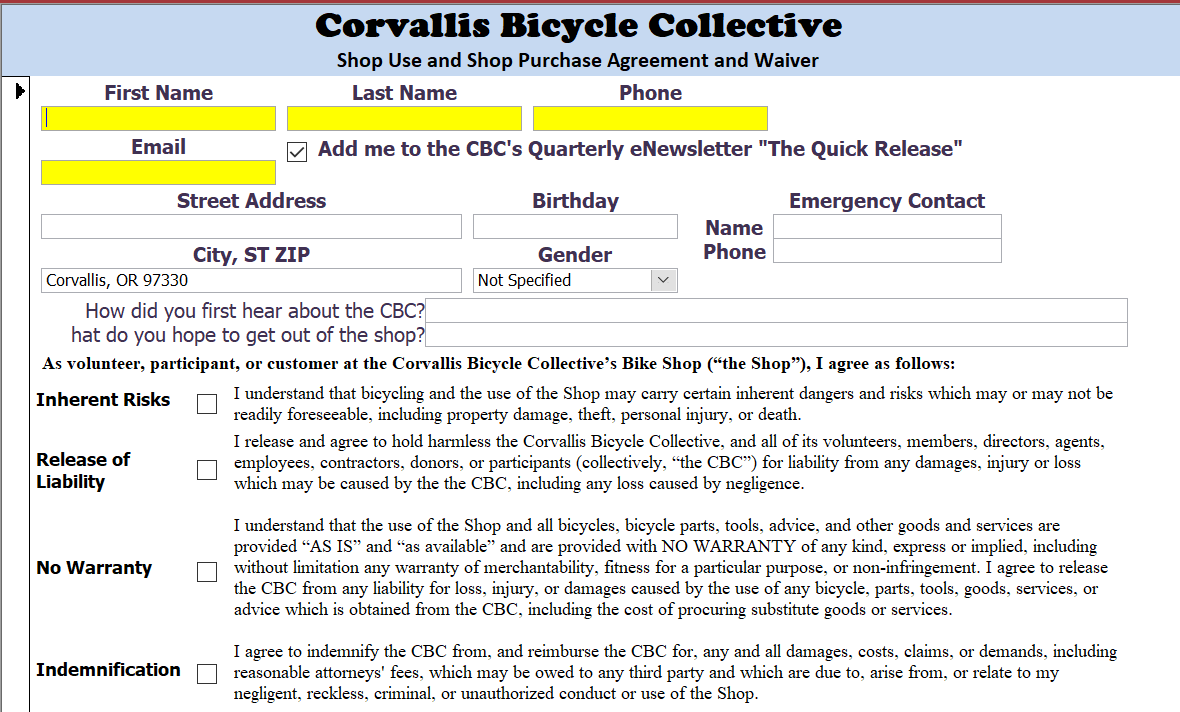 Corvallis Bicycle Collective
Shop Use and Shop Purchase Agreement and Waiver
First Name Last Name Phone
Email
Add me to the CBC's Quarterly eNewsletter "The Quick Release"
Street Address Birthday Emergency Contact
Name
City, ST ZIP Gender Phone
Corvallis, OR 97330 Not Specified
How did you first hear about the CBC?
hat do you hope to get out of the shop?
As volunteer, participant, or customer at the Corvallis Bicycle Collective’s Bike Shop (“the Shop”), I agree as follows:
Inherent Risks
I understand that bicycling and the use of the Shop may carry certain inherent dangers and risks which may or may not be
readily foreseeable, including property damage, theft, personal injury, or death.
Release of
Liability
I release and agree to hold harmless the Corvallis Bicycle Collective, and all of its volunteers, members, directors, agents,
employees, contractors, donors, or participants (collectively, “the CBC”) for liability from any damages, injury or loss
which may be caused by the the CBC, including any loss caused by negligence.
No Warranty
I understand that the use of the Shop and all bicycles, bicycle parts, tools, advice, and other goods and services are
provided “AS IS” and “as available” and are provided with NO WARRANTY of any kind, express or implied, including
without limitation any warranty of merchantability, fitness for a particular purpose, or non-infringement. I agree to release
the CBC from any liability for loss, injury, or damages caused by the use of any bicycle, parts, tools, goods, services, or
advice which is obtained from the CBC, including the cost of procuring substitute goods or services.
Indemnification
I agree to indemnify the CBC from, and reimburse the CBC for, any and all damages, costs, claims, or demands, including
reasonable attorneys' fees, which may be owed to any third party and which are due to, arise from, or relate to my
negligent, reckless, criminal, or unauthorized conduct or use of the Shop.